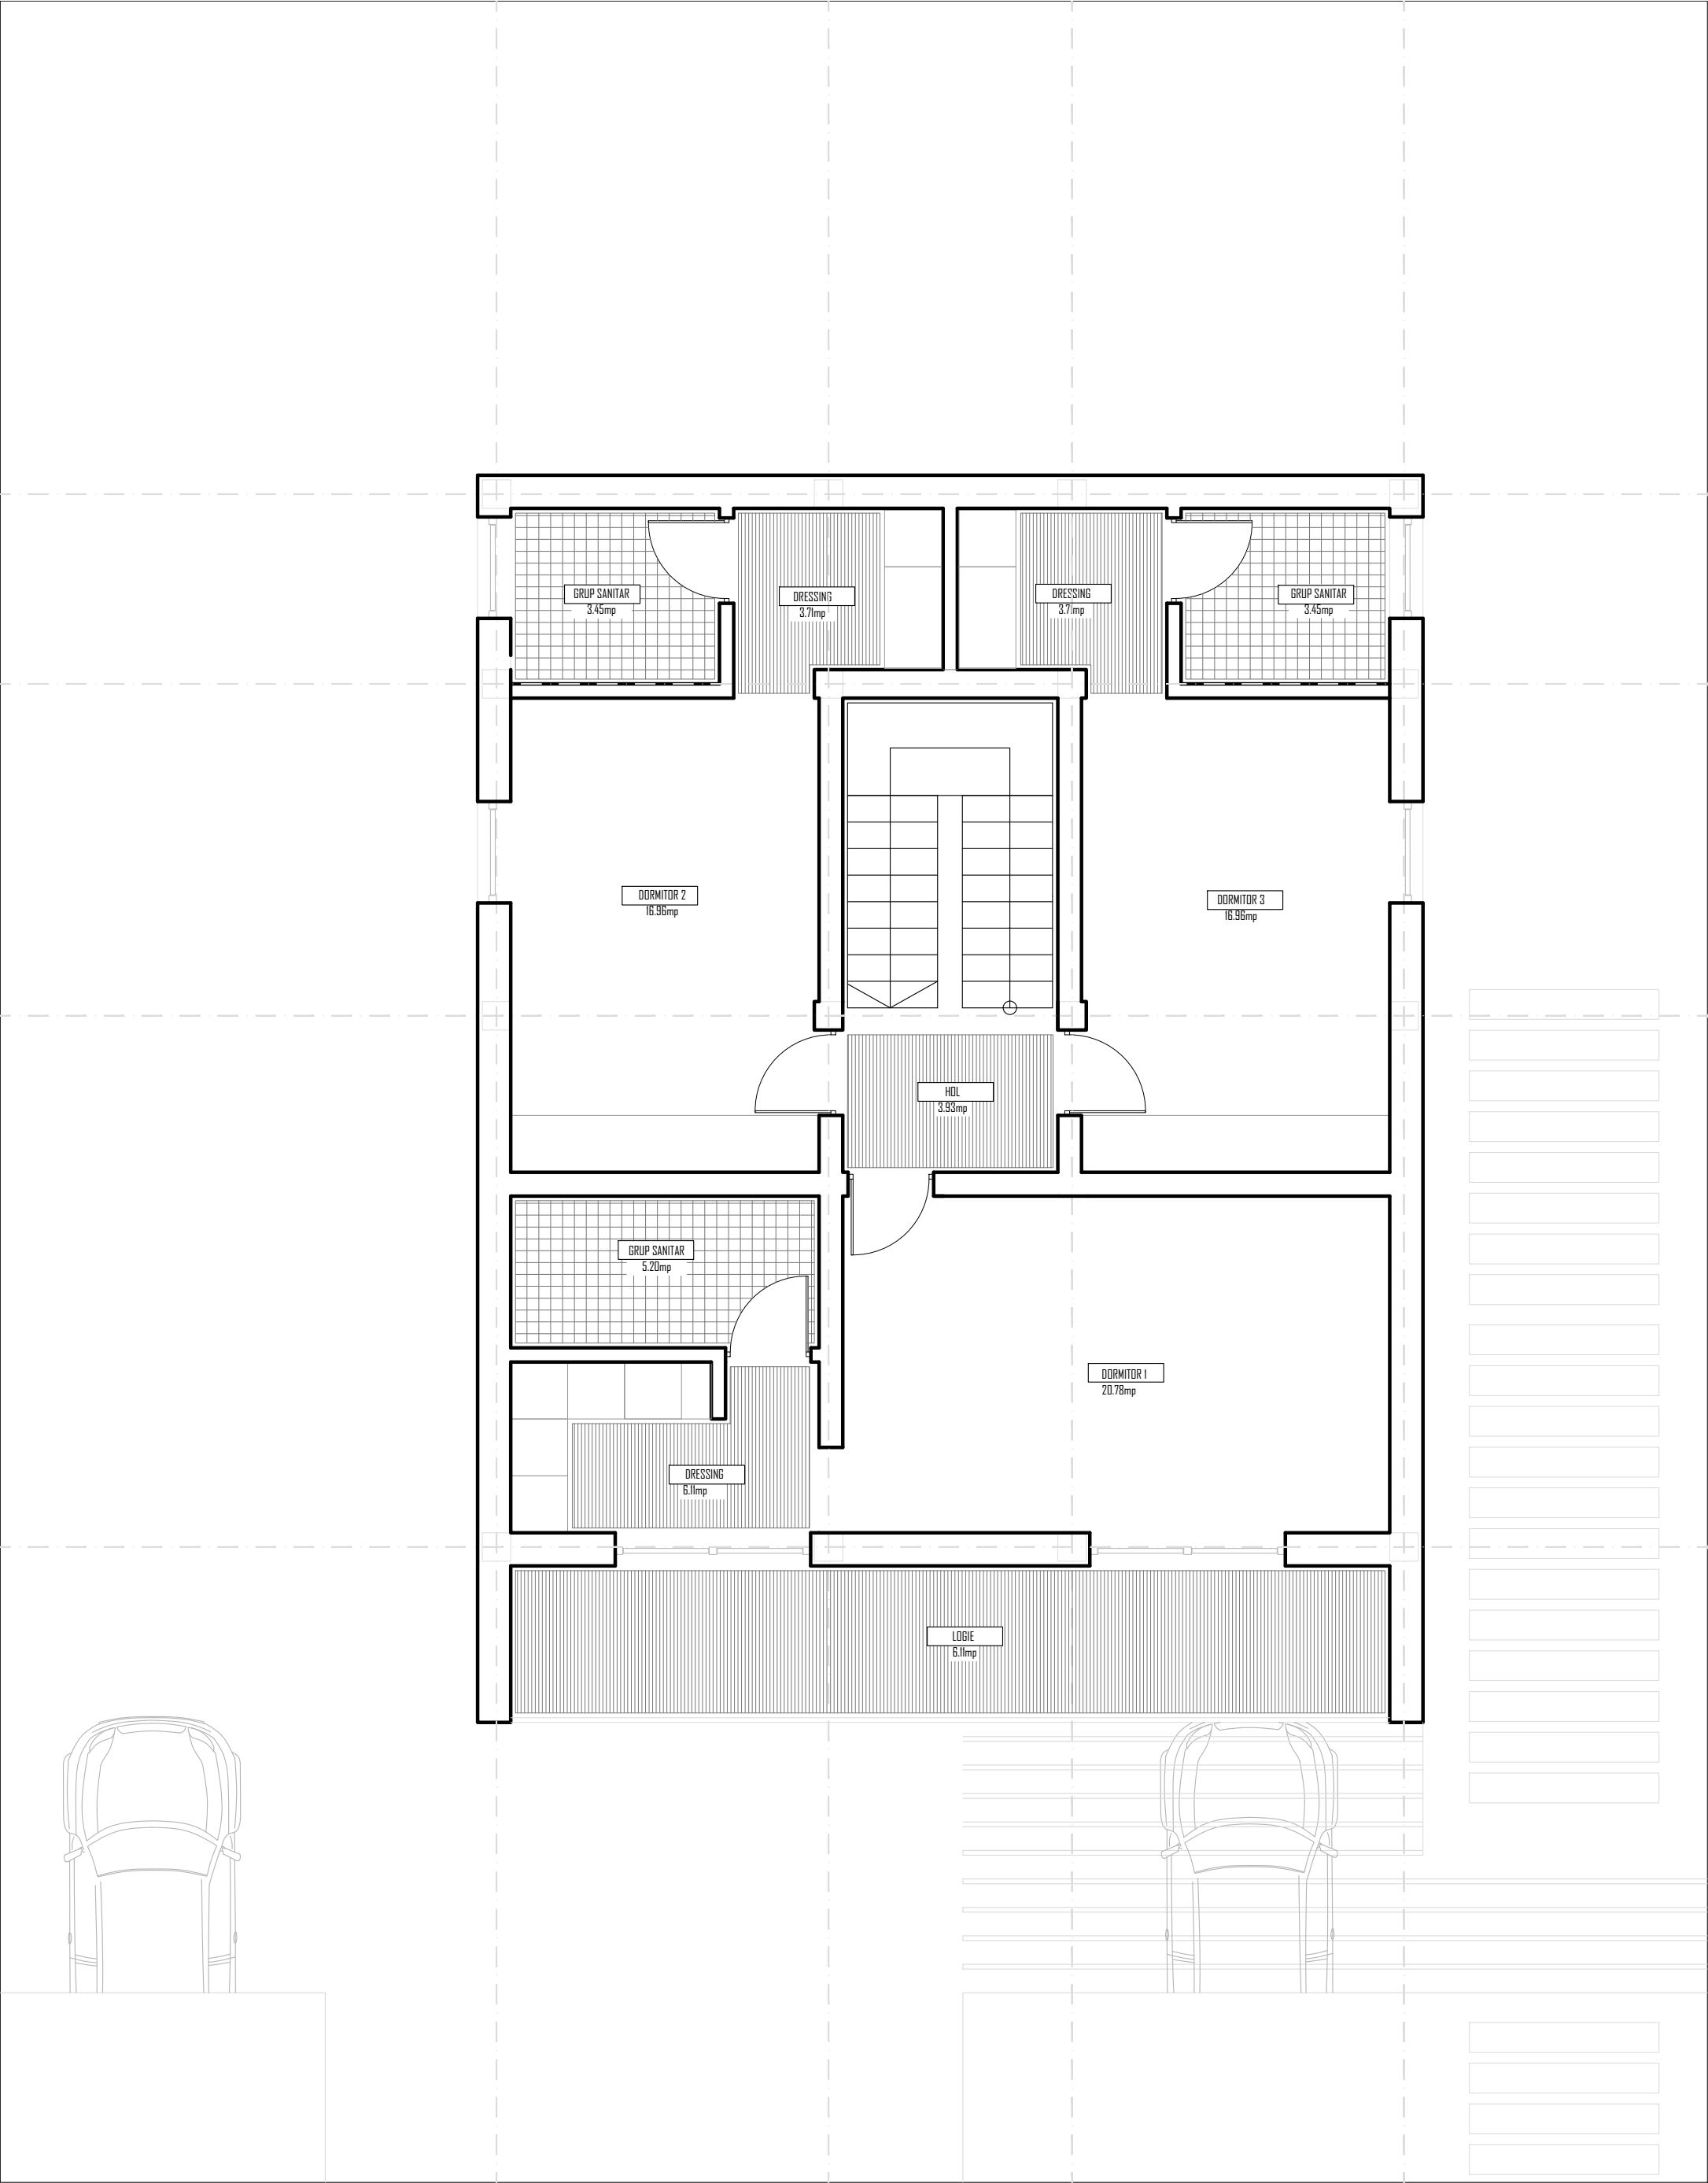 GRUP SANITAR
3.45mp
DRESSING
3.71mp
DRESSING
3.71mp
GRUP SANITAR
3.45mp
DORMITOR 2
16.96mp
DORMITOR 3
16.96mp
HOL
3.93mp
GRUP SANITAR
5.20mp
DORMITOR 1
20.78mp
DRESSING
6.11mp
LOGIE
6.11mp